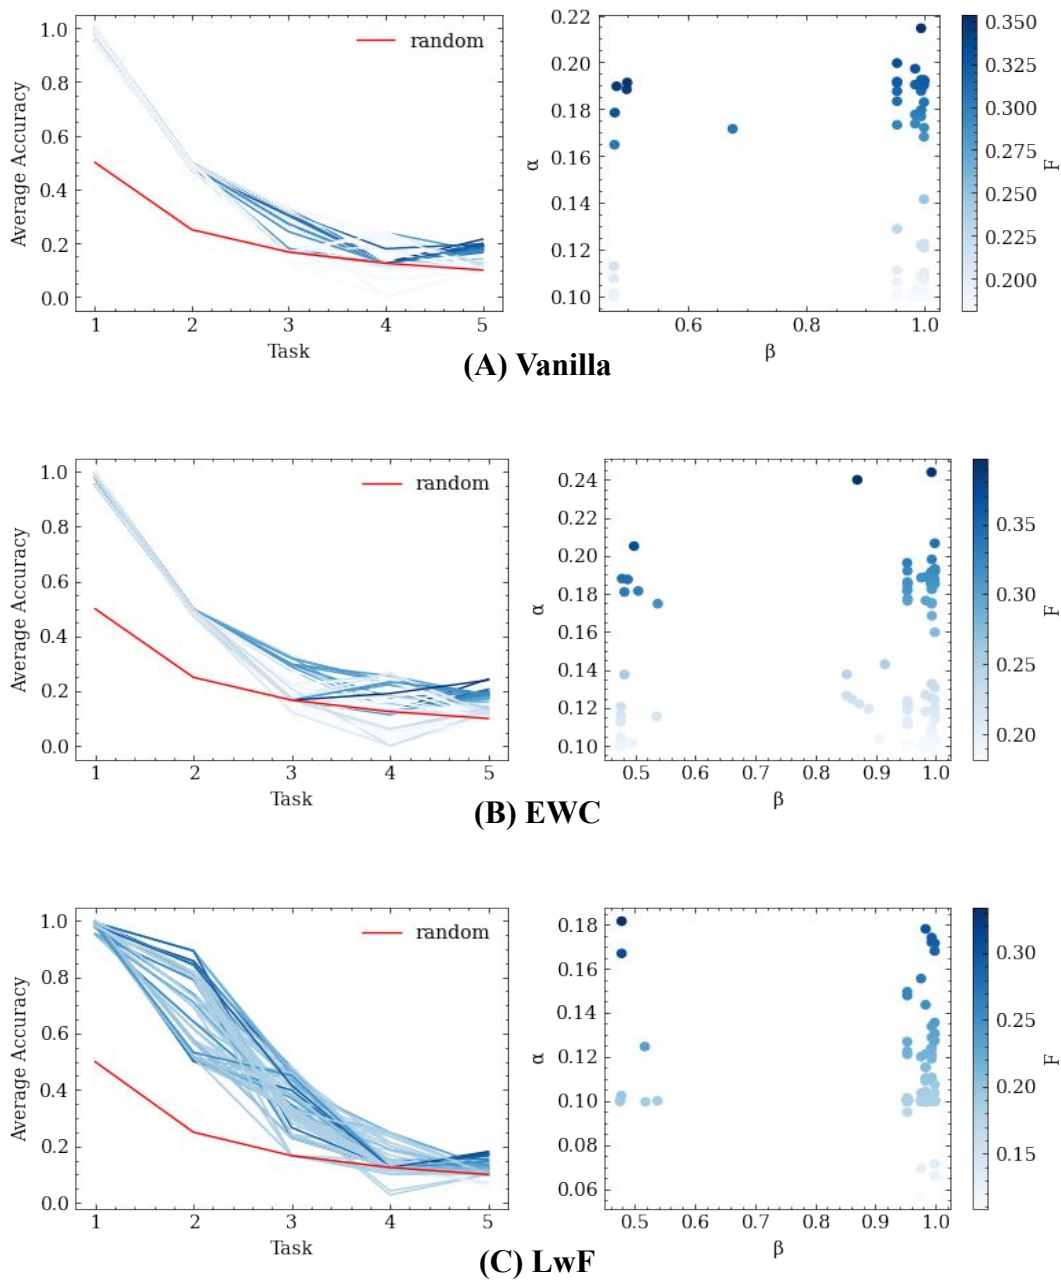 1.0
0.8
0.6
0.4
0.2
0.0
Average Accuracy
random
1 2 3 4 5
Task
0.22
0.20
0.18
0.16
0.14
0.12
0.10
α
0.6 0.8 1.0
β
0.350
0.325
0.300
0.275
0.250
0.225
0.200
F
(A) Vanilla
1.0
0.8
0.6
0.4
0.2
0.0
Average Accuracy
random
1 2 3 4 5
Task
0.24
0.22
0.20
0.18
0.16
0.14
0.12
0.10
α
0.5 0.6 0.7 0.8 0.9 1.0
β
0.35
0.30
0.25
0.20
F
(B) EWC
1.0
0.8
0.6
0.4
0.2
0.0
Average Accuracy
random
1 2 3 4 5
Task
0.18
0.16
0.14
0.12
0.10
0.08
0.06
α
0.5 0.6 0.7 0.8 0.9 1.0
β
0.30
0.25
0.20
0.15
F
(C) LwF